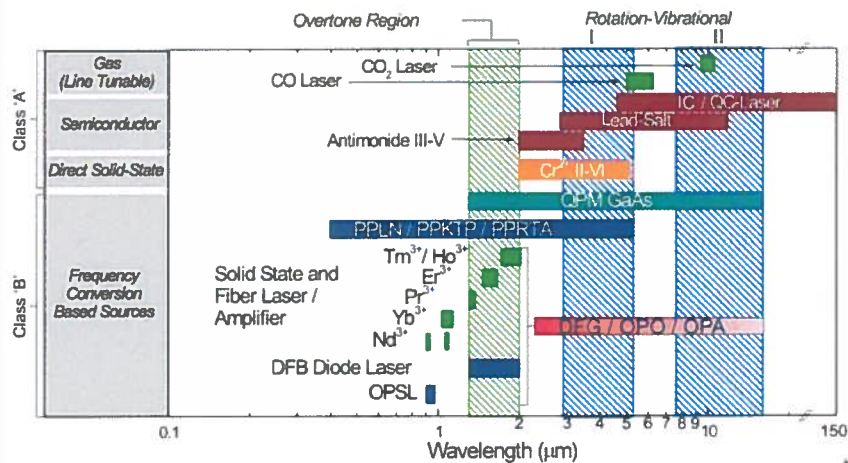 Overtone Region
Rotation-Vibrational
I
II
Class 'A'
Gas
(Line Tunable)
Semiconductor
Direct Solid-State
Class 'B'
Frequency
Conversion
Based Sources
CO2 Laser
CO Laser
IC / QC-Laser
Lead-Salt
Antimonide III-V
Cr2+ II-VI
QPM GaAs
PPLN / PPKTP / PPRTA
Tm3+/ Ho3+
Er3+
Pr3+
Yb3+
Nd3+
Solid State and
Fiber Laser /
Amplifier
DFG / OPO / OPA
DFB Diode Laser
OPSL
0.1
1
2
3
4
5
6
7
8
9
10
150
Wavelength (μm)